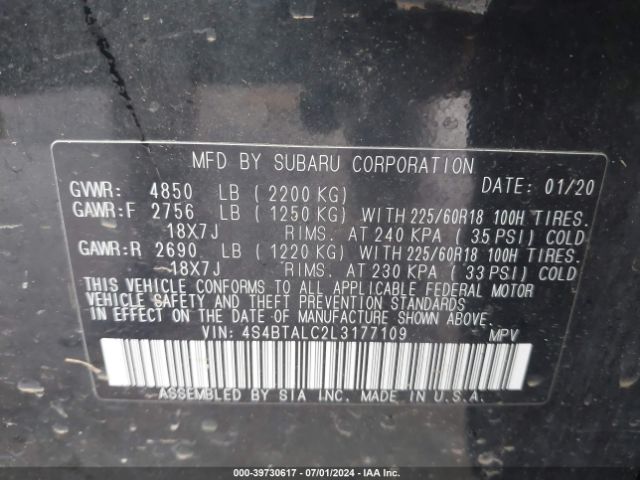 MFD BY SUBARU CORPORATION
GVWR: 4850 LB (2200 KG) DATE: 01/20
GAWR:F 2756 LB (1250 KG) WITH 225/60R18 100H TIRES.
18X7J RIMS. AT 240 KPA (35 PSI) COLD
GAWR:R 2690 LB (1220 KG) WITH 225/60R18 100H TIRES.
18X7J RIMS. AT 230 KPA (33 PSI) COLD
THIS VEHICLE CONFORMS TO ALL APPLICABLE FEDERAL MOTOR
VEHICLE SAFETY AND THEFT PREVENTION STANDARDS
IN EFFECT ON THE DATE OF MANUFACTURE SHOWN ABOVE.
VIN: 4S4BTALC2L3177109 MPV
ASSEMBLED BY SIA INC. MADE IN U.S.A.
000-39730617 - 07/01/2024 - IAA Inc.